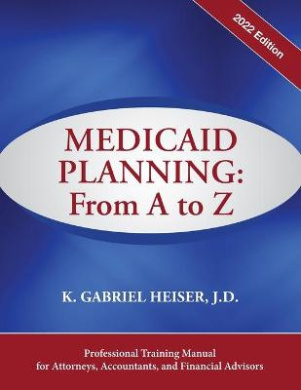 2022 Edition
MEDICAID
PLANNING:
From A to Z
K. GABRIEL HEISER, J.D.
Professional Training Manual
for Attorneys, Accountants, and Financial Advisors